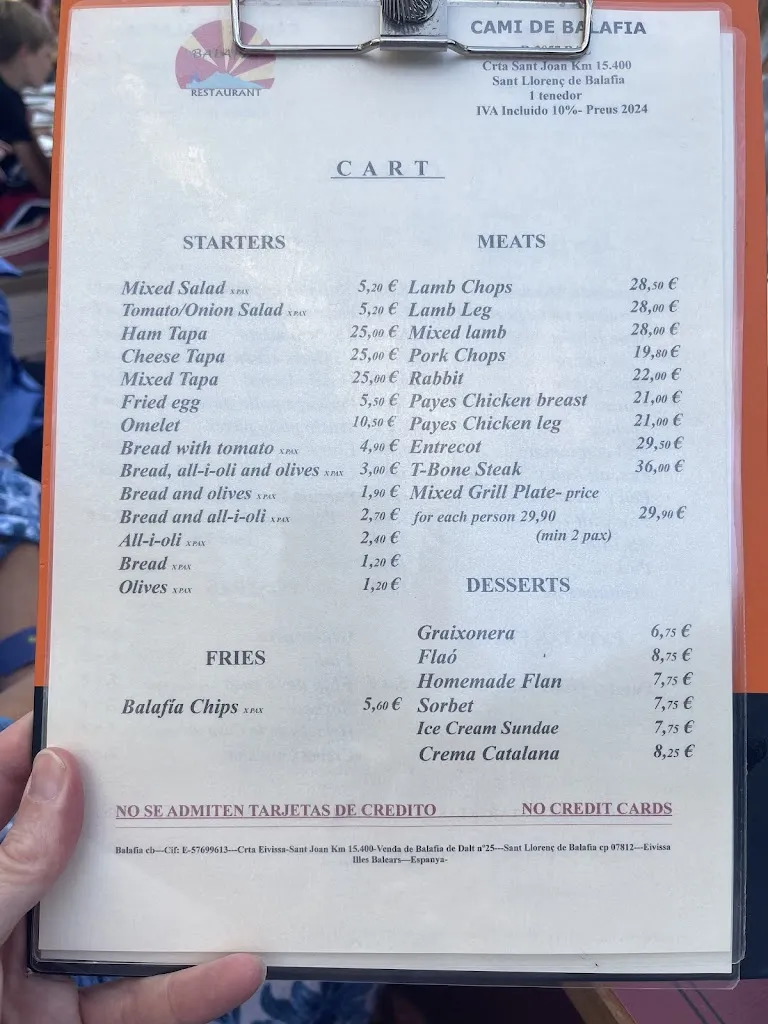 RESTAURANT
CAMI DE BALAFIA
Crta Sant Joan Km 15.400
Sant Llorenç de Balafia
1 tenedor
IVA Incluido 10%- Preus 2024
CART
STARTERS
Mixed Salad X PAX 5,20 €
Tomato/Onion Salad X PAX 5,20 €
Ham Tapa 25,00 €
Cheese Tapa 25,00 €
Mixed Tapa 25,00 €
Fried egg 5,50 €
Omelet 10,50 €
Bread with tomato X PAX 4,90 €
Bread, all-i-oli and olives X PAX 3,00 €
Bread and olives X PAX 1,90 €
Bread and all-i-oli X PAX 2,70 €
All-i-oli X PAX 2,40 €
Bread X PAX 1,20 €
Olives X PAX 1,20 €
FRIES
Balafía Chips X PAX 5,60 €
MEATS
Lamb Chops 28,50 €
Lamb Leg 28,00 €
Mixed lamb 28,00 €
Pork Chops 19,80 €
Rabbit 22,00 €
Payes Chicken breast 21,00 €
Payes Chicken leg 21,00 €
Entrecot 29,50 €
T-Bone Steak 36,00 €
Mixed Grill Plate- price
for each person 29,90 29,90 €
(min 2 pax)
DESSERTS
Graixonera 6,75 €
Flaó 8,75 €
Homemade Flan 7,75 €
Sorbet 7,75 €
Ice Cream Sundae 7,75 €
Crema Catalana 8,25 €
NO SE ADMITEN TARJETAS DE CREDITO NO CREDIT CARDS
Balafia cb---Cif: E-57699613---Crta Eivissa-Sant Joan Km 15.400-Venda de Balafia de Dalt nº25---Sant Llorenç de Balafia cp 07812---Eivissa
Illes Balears---Espanya-